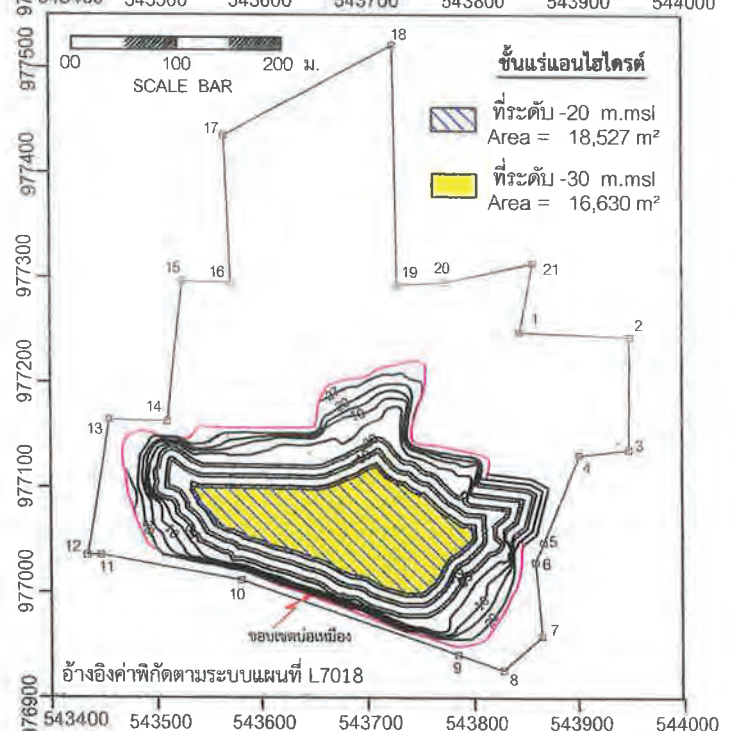 543400 543500 543600 543700 543800 543900 544000
18
00 100 200 ม.
SCALE BAR
ชั้นแร่แอนไฮไดรต์
ที่ระดับ -20 m.msl
Area = 18,527 m²
ที่ระดับ -30 m.msl
Area = 16,630 m²
977500
977400
977300
977200
977100
977000
976900
17
15 16 19 20 21
1 2
14
13
3
4
12 11
5
6
10
7
9
8
20
10
10
20
ขอบเขตบ่อเหมือง
อ้างอิงค่าพิกัดตามระบบแผนที่ L7018
543400 543500 543600 543700 543800 543900 544000